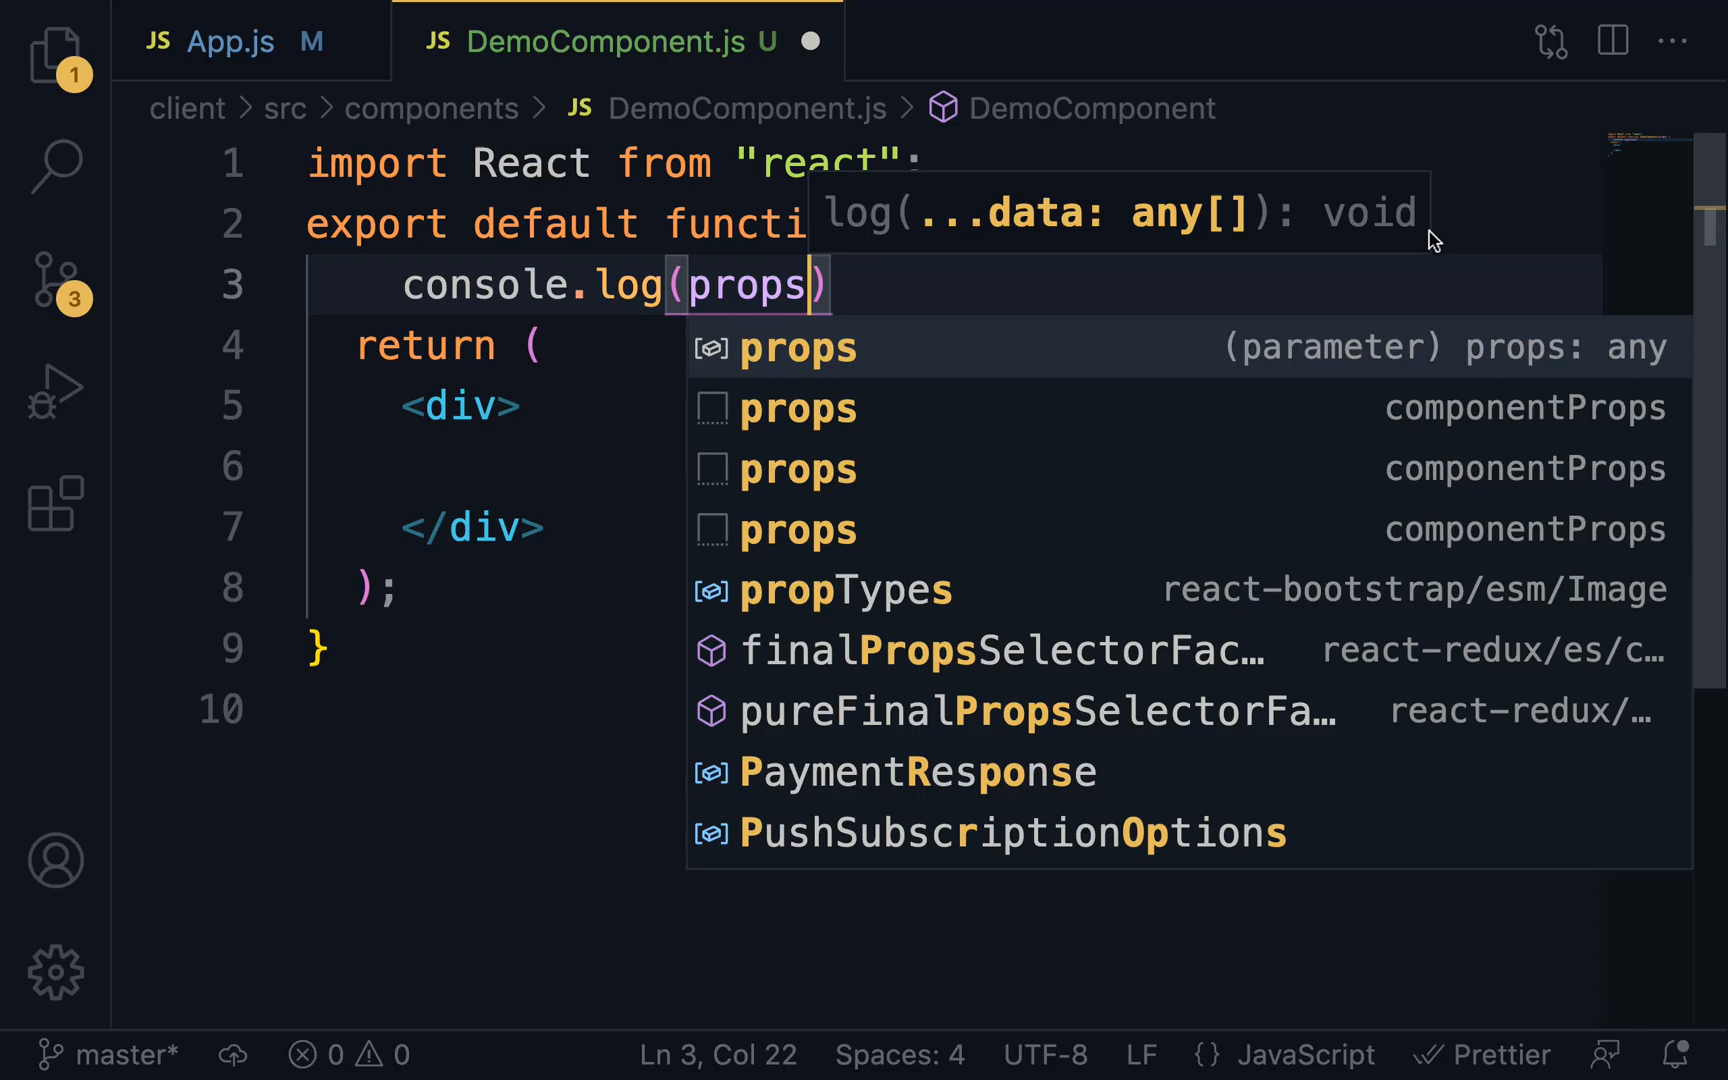 JS App.js M JS DemoComponent.js U
1
client > src > components > JS DemoComponent.js > DemoComponent
1 import React from "react";
log(...data: any[]): void
2 export default functi
3 console.log(props)
3
4 return (
props (parameter) props: any
5 <div>
props componentProps
6
props componentProps
7 </div>
props componentProps
8 );
propTypes react-bootstrap/esm/Image
9 }
finalPropsSelectorFac… react-redux/es/c…
10
pureFinalPropsSelectorFa… react-redux/…
PaymentResponse
PushSubscriptionOptions
master* 0 0 Ln 3, Col 22 Spaces: 4 UTF-8 LF {} JavaScript Prettier